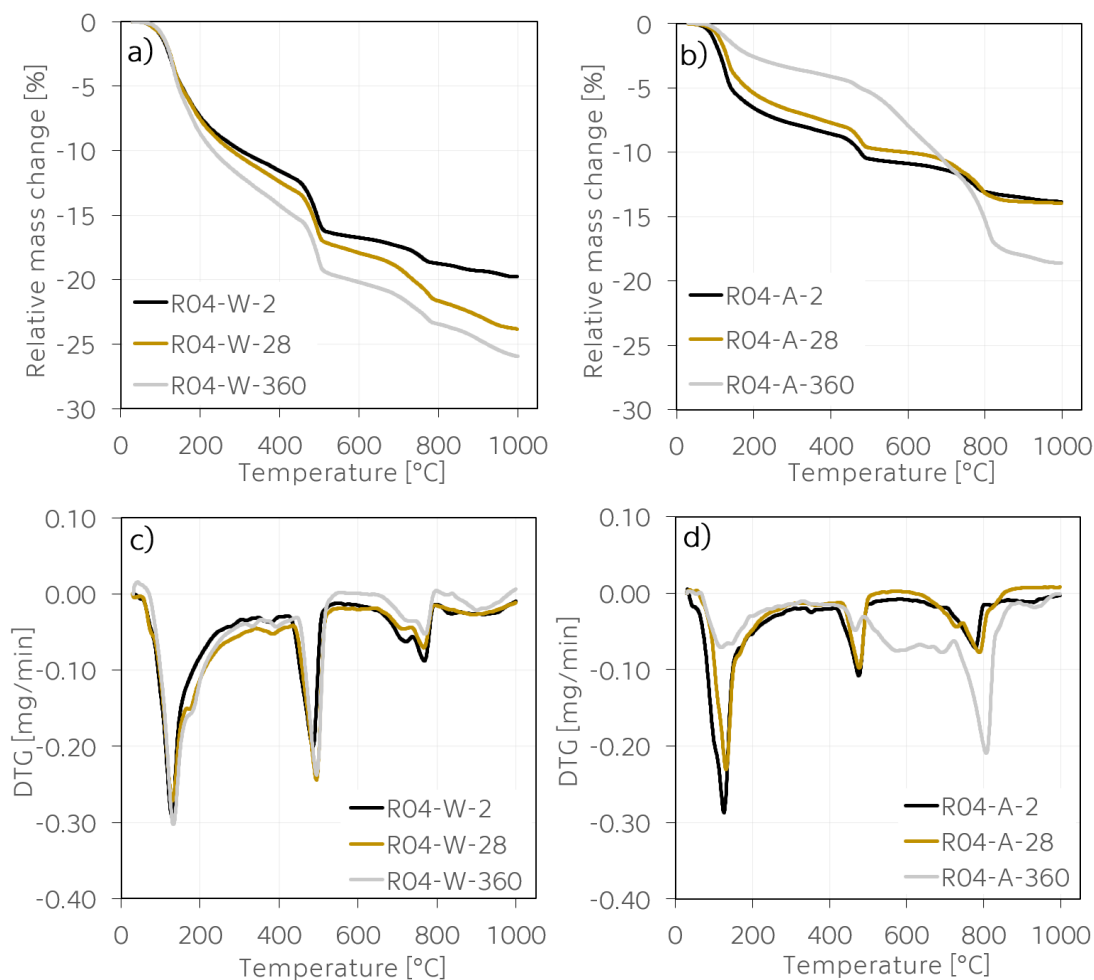 a)
Relative mass change [%]
0
-5
-10
-15
-20
-25
-30
R04-W-2
R04-W-28
R04-W-360
0 200 400 600 800 1000
Temperature [°C]
b)
Relative mass change [%]
0
-5
-10
-15
-20
-25
-30
R04-A-2
R04-A-28
R04-A-360
0 200 400 600 800 1000
Temperature [°C]
c)
DTG [mg/min]
0.10
0.00
-0.10
-0.20
-0.30
-0.40
R04-W-2
R04-W-28
R04-W-360
0 200 400 600 800 1000
Temperature [°C]
d)
DTG [mg/min]
0.10
0.00
-0.10
-0.20
-0.30
-0.40
R04-A-2
R04-A-28
R04-A-360
0 200 400 600 800 1000
Temperature [°C]